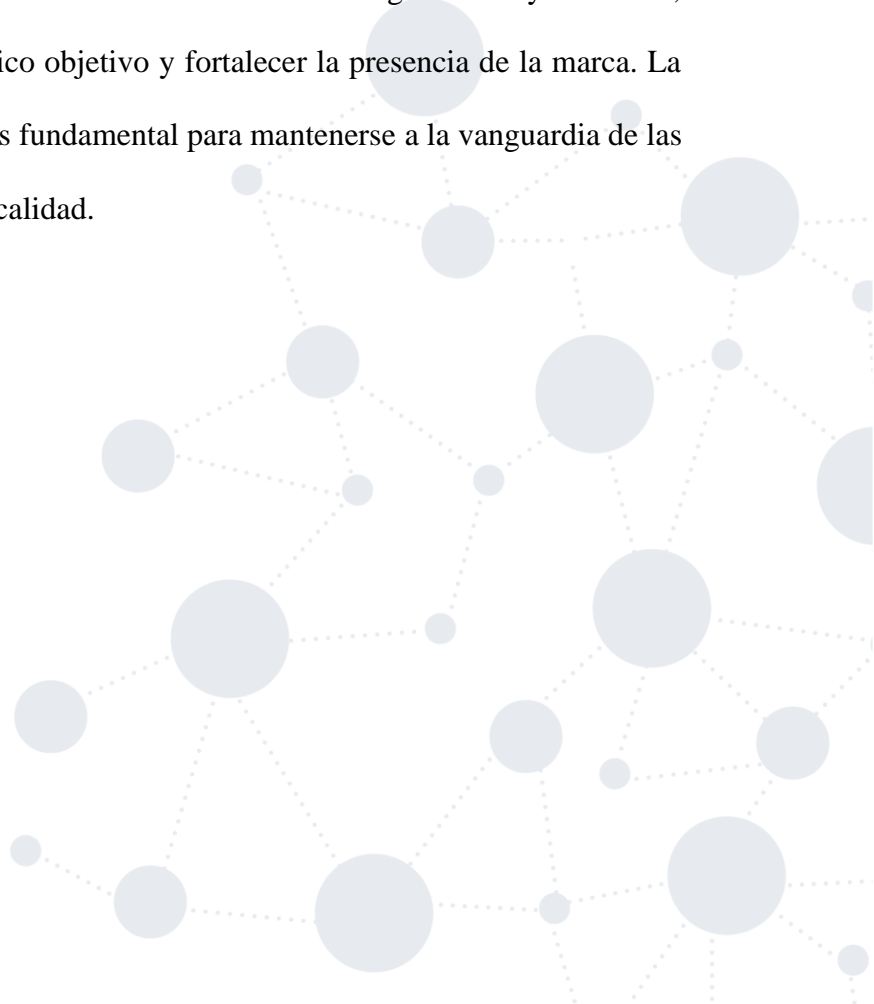 ico objetivo y fortalecer la presencia de la marca. La
s fundamental para mantenerse a la vanguardia de las
calidad.